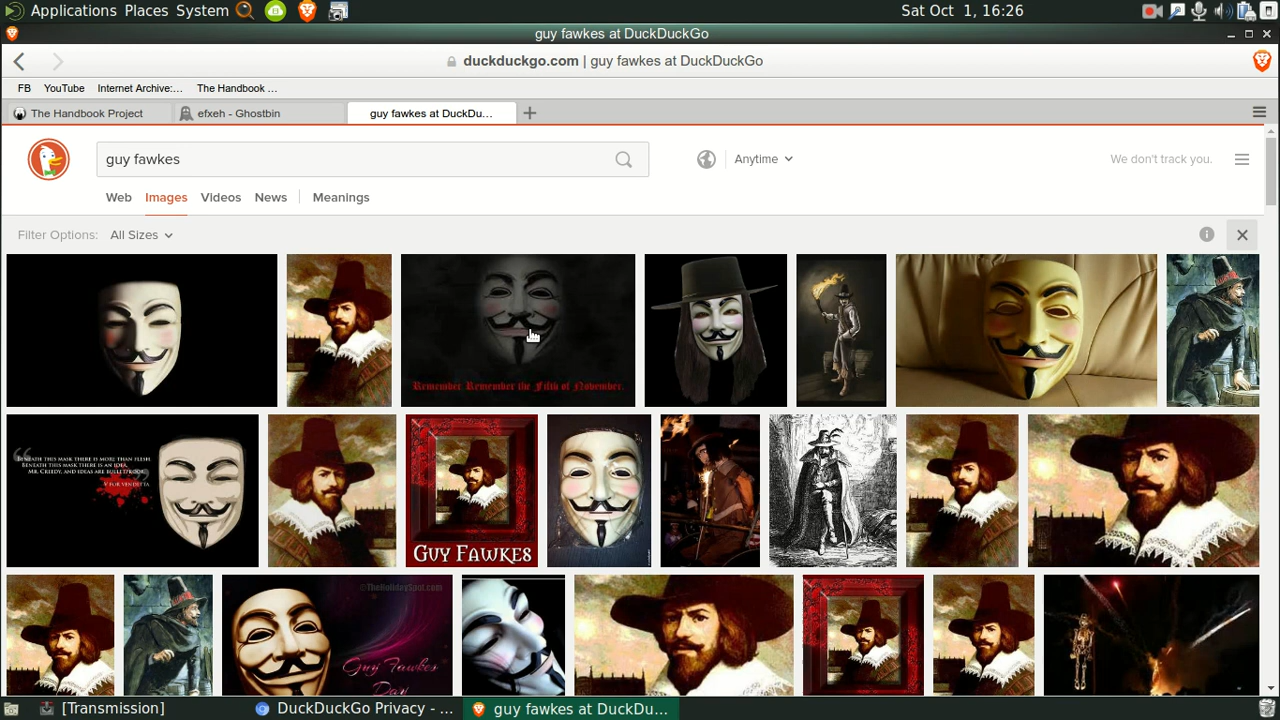 Applications Places System
Sat Oct 1, 16:26
guy fawkes at DuckDuckGo
duckduckgo.com | guy fawkes at DuckDuckGo
FB YouTube Internet Archive:... The Handbook ...
The Handbook Project
efxeh - Ghostbin
guy fawkes at DuckDu...
guy fawkes
Anytime
We don't track you.
Web Images Videos News Meanings
Filter Options: All Sizes
Remember Remember the Fifth of November.
BENEATH THIS MASK THERE IS MORE THAN FLESH.
BENEATH THIS MASK THERE IS AN IDEA,
MR. CREEDY, AND IDEAS ARE BULLETPROOF.
V FOR VENDETTA
GUY FAWKES
©TheHolidaySpot.com
Guy Fawkes
Day
[Transmission]
DuckDuckGo Privacy - ...
guy fawkes at DuckDu...